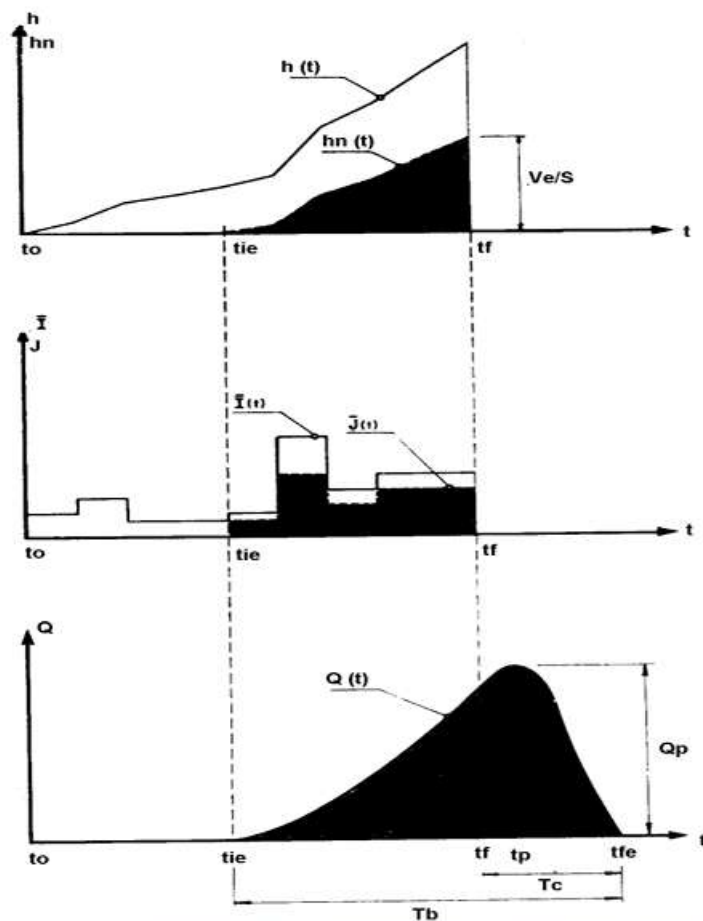 h
hn
h (t)
hn (t)
Ve/S
to
tie
tf
t
Ī
J
Ī(t)
J̄(t)
to
tie
tf
t
Q
Q (t)
Qp
to
tie
tf
tp
tfe
t
Tc
Tb